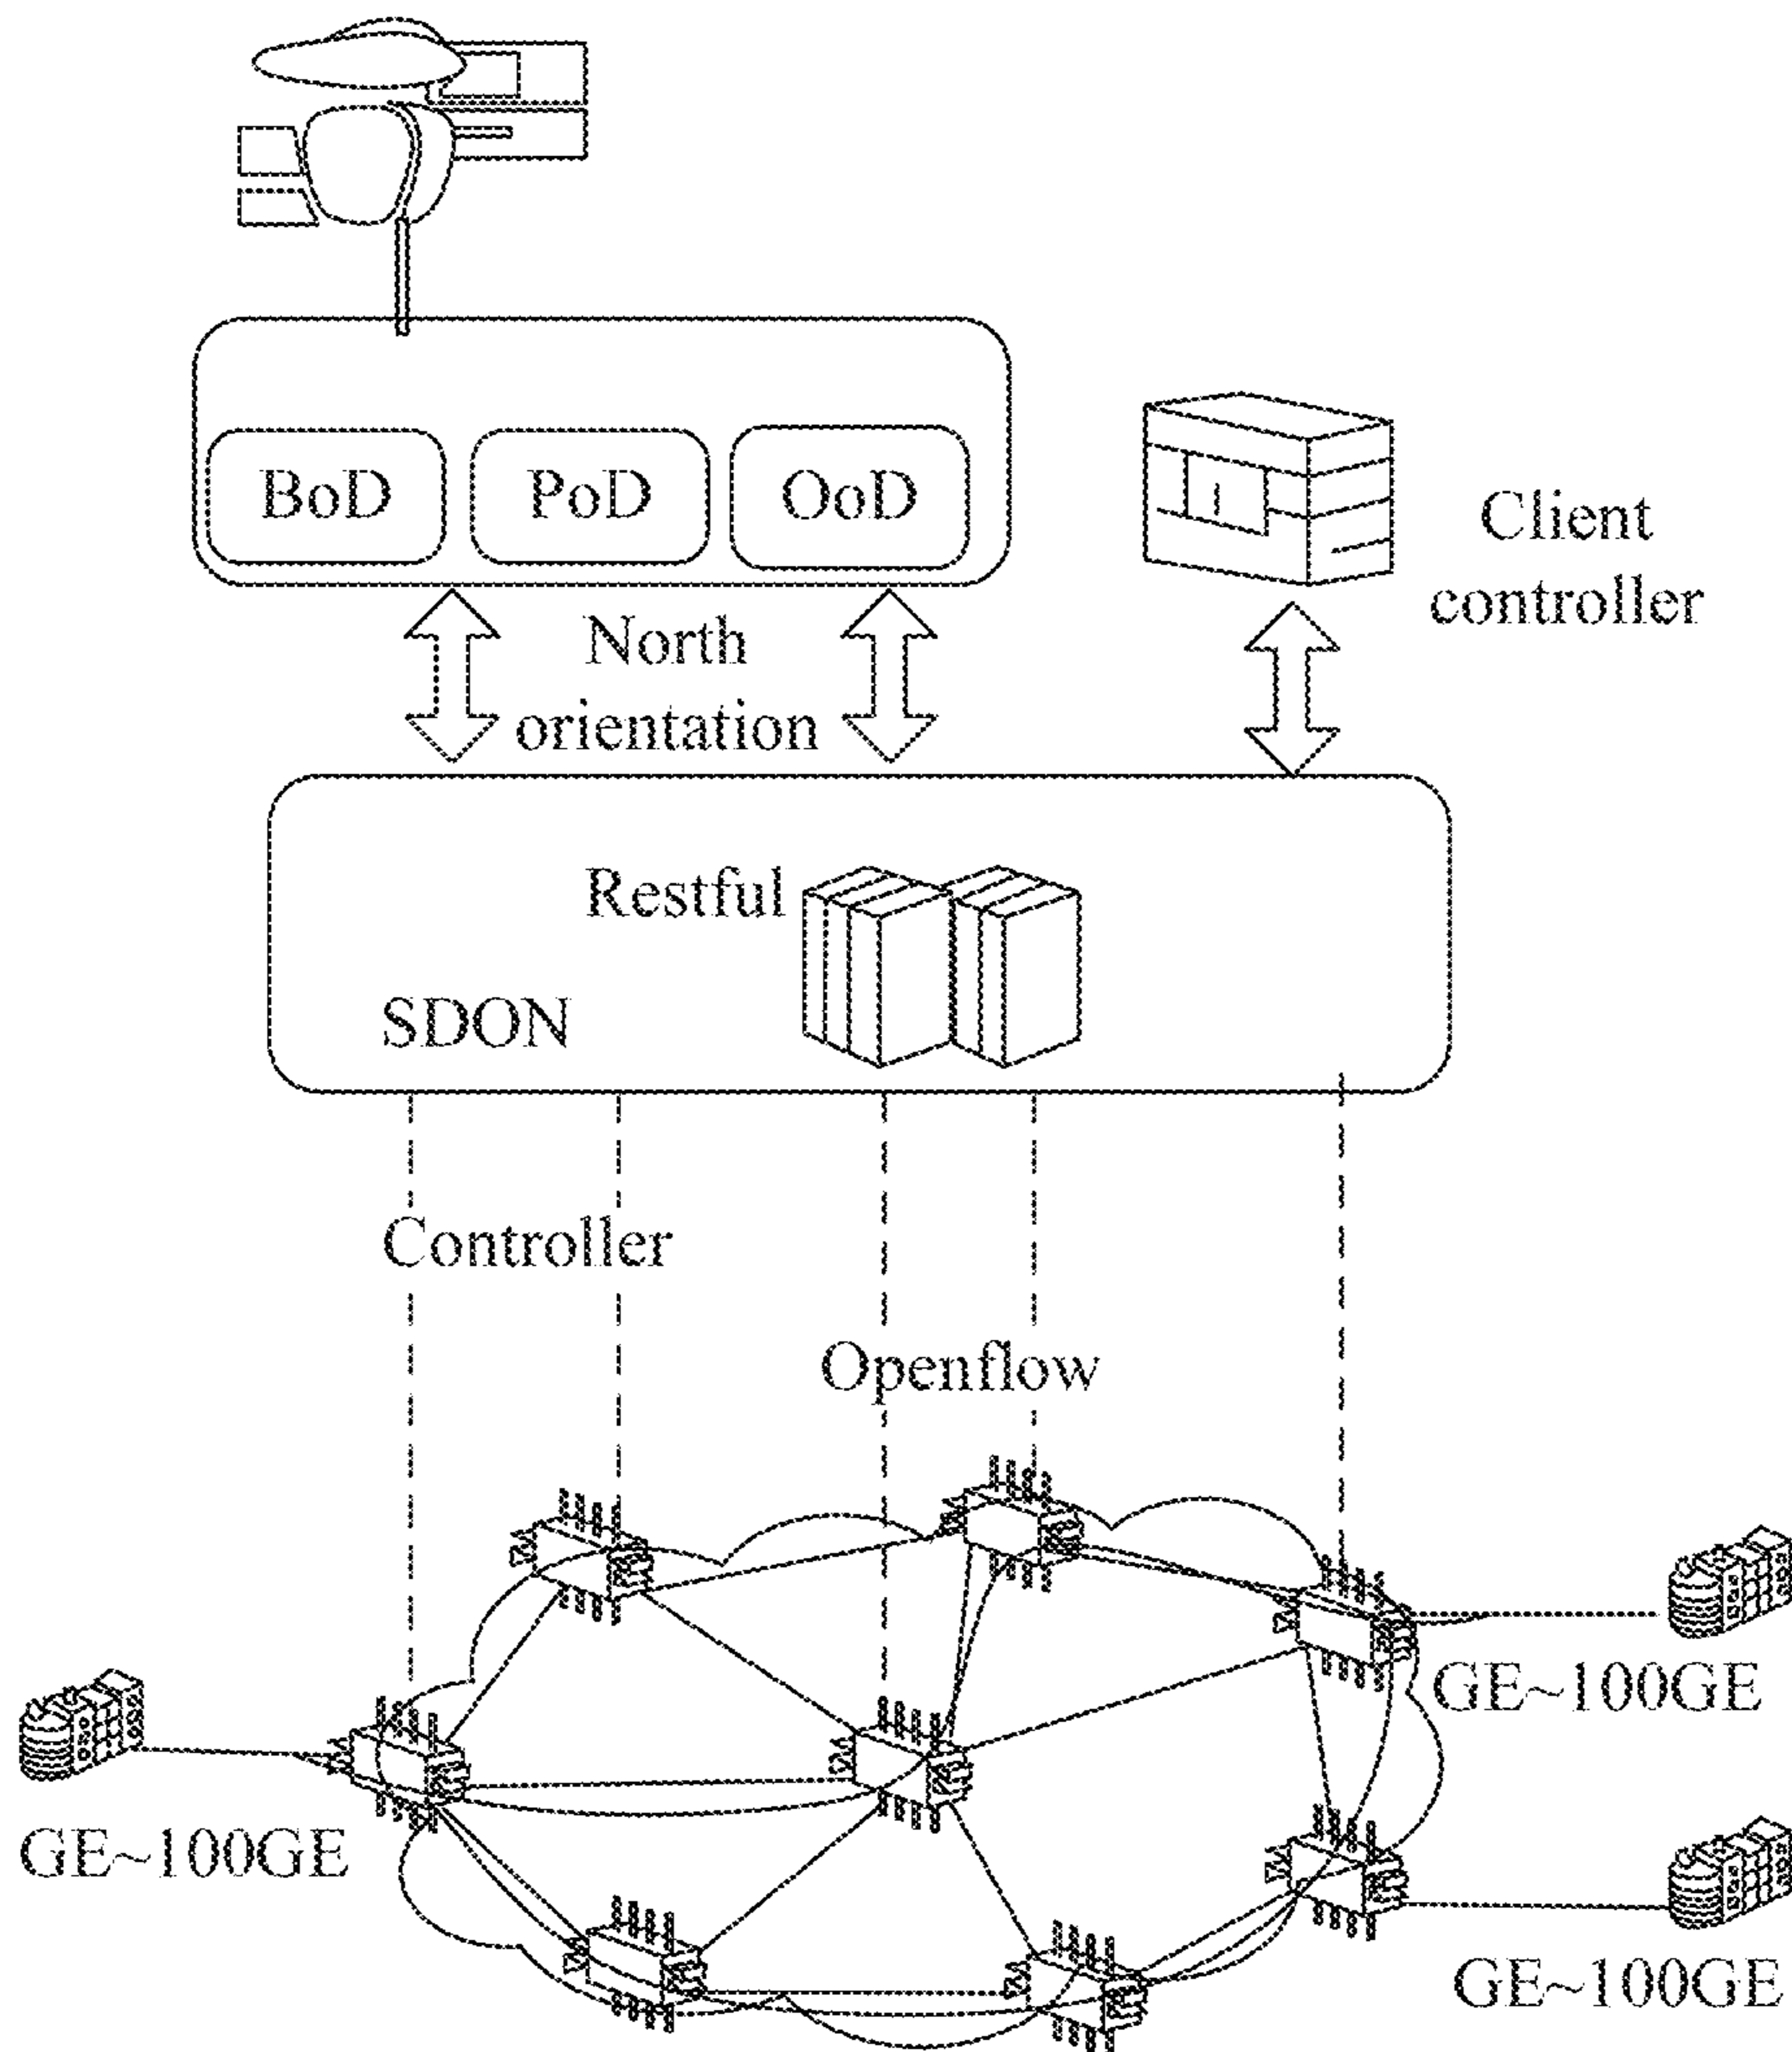 BoD
PoD
OoD
Client
controller
North
orientation
Restful
SDON
Controller
Openflow
GE~100GE
GE~100GE
GE~100GE